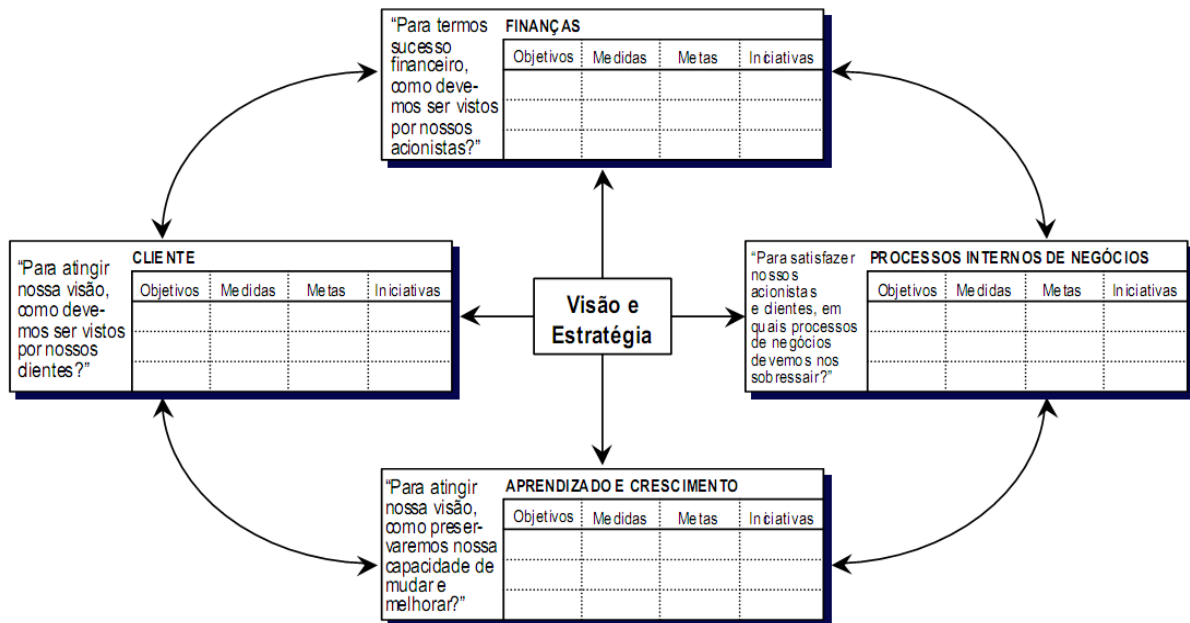 “Para termos
sucesso
financeiro,
como deve-
mos ser vistos
por nossos
acionistas?”
FINANÇAS
Objetivos Medidas Metas Iniciativas
“Para atingir
nossa visão,
como deve-
mos ser vistos
por nossos
dientes?”
CLIENTE
Objetivos Medidas Metas Iniciativas
Visão e
Estratégia
“Para satisfazer
nossos
acionistas
e dientes, em
quais processos
de negócios
devemos nos
sobressair?”
PROCESSOS INTERNOS DE NEGÓCIOS
Objetivos Medidas Metas Iniciativas
“Para atingir
nossa visão,
como preser-
varemos nossa
capacidade de
mudar e
melhorar?”
APRENDIZADO E CRESCIMENTO
Objetivos Medidas Metas Iniciativas